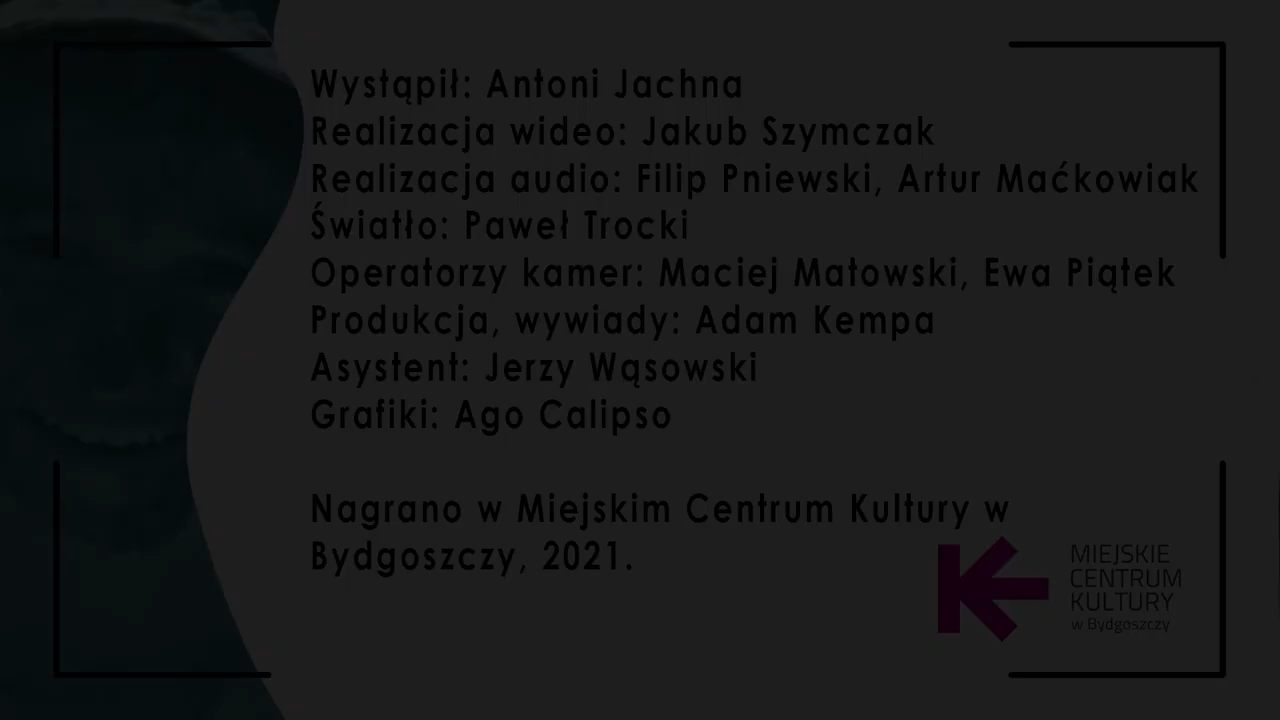 Wystąpił: Antoni Jachna
Realizacja wideo: Jakub Szymczak
Realizacja audio: Filip Pniewski, Artur Maćkowiak
Światło: Paweł Trocki
Operatorzy kamer: Maciej Matowski, Ewa Piątek
Produkcja, wywiady: Adam Kempa
Asystent: Jerzy Wąsowski
Grafiki: Ago Calipso
Nagrano w Miejskim Centrum Kultury w
Bydgoszczy, 2021.
MIEJSKIE
CENTRUM
KULTURY
w Bydgoszczy